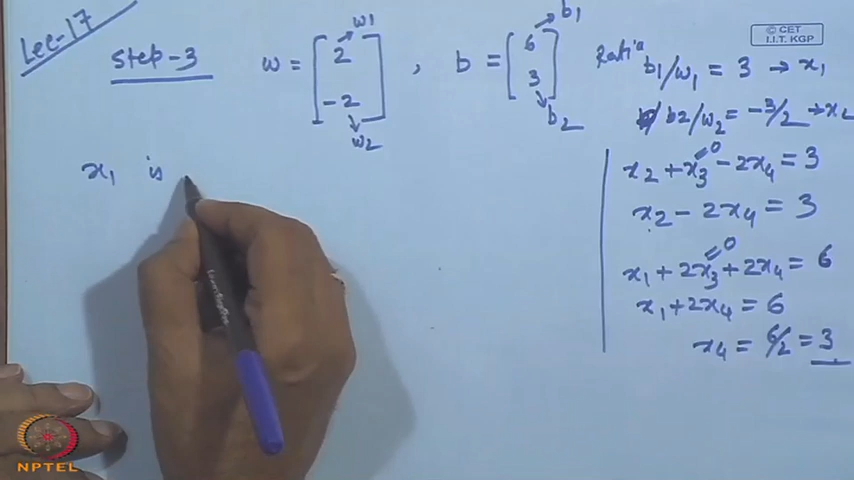 Lec-17
Step-3
w = [2 -2] , b = [6 3]
w1
w2
b1
b2
Ratio
b1/w1 = 3 → x1
b2/w2 = -3/2 → x2
x1 is
x2 + x3 - 2x4 = 3
0
x2 - 2x4 = 3
x1 + 2x3 + 2x4 = 6
0
x1 + 2x4 = 6
x4 = 6/2 = 3
© CET
I.I.T. KGP
NPTEL